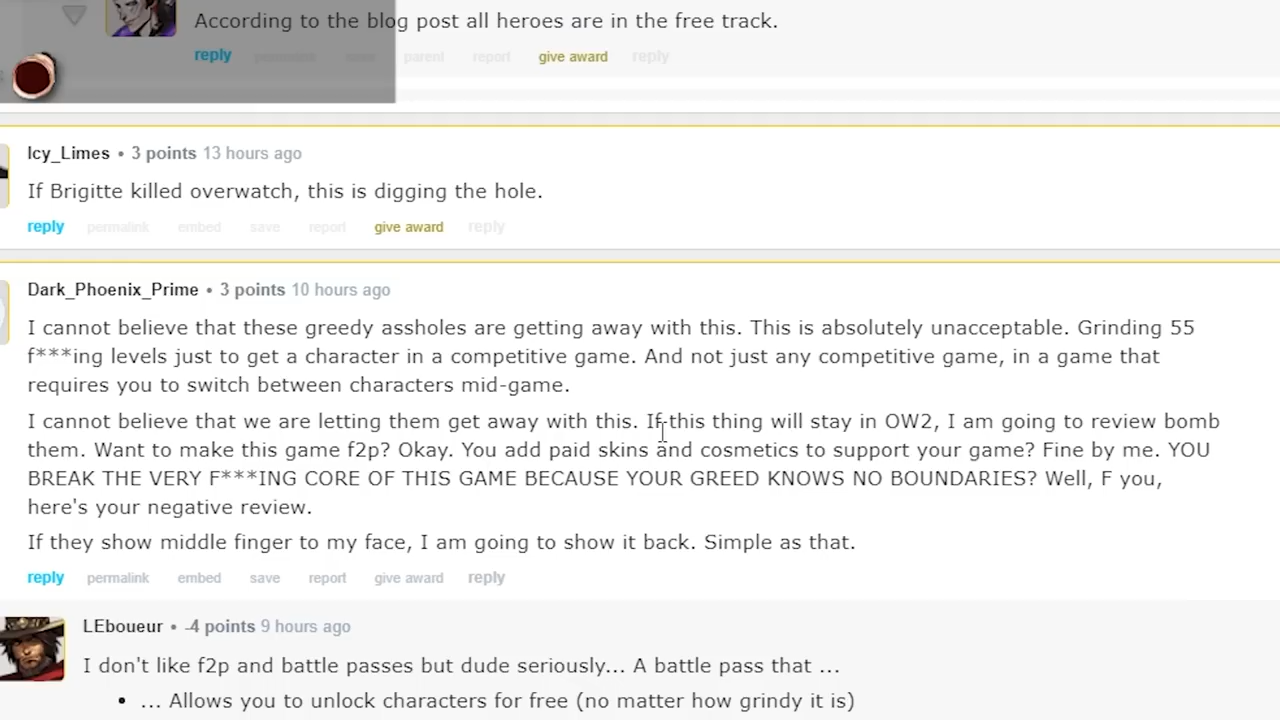 According to the blog post all heroes are in the free track.
reply permalink save parent report give award reply
Icy_Limes • 3 points 13 hours ago
If Brigitte killed overwatch, this is digging the hole.
reply permalink embed save report give award reply
Dark_Phoenix_Prime • 3 points 10 hours ago
I cannot believe that these greedy assholes are getting away with this. This is absolutely unacceptable. Grinding 55
f***ing levels just to get a character in a competitive game. And not just any competitive game, in a game that
requires you to switch between characters mid-game.
I cannot believe that we are letting them get away with this. If this thing will stay in OW2, I am going to review bomb
them. Want to make this game f2p? Okay. You add paid skins and cosmetics to support your game? Fine by me. YOU
BREAK THE VERY F***ING CORE OF THIS GAME BECAUSE YOUR GREED KNOWS NO BOUNDARIES? Well, F you,
here's your negative review.
If they show middle finger to my face, I am going to show it back. Simple as that.
reply permalink embed save report give award reply
LEboueur • -4 points 9 hours ago
I don't like f2p and battle passes but dude seriously... A battle pass that ...
• ... Allows you to unlock characters for free (no matter how grindy it is)